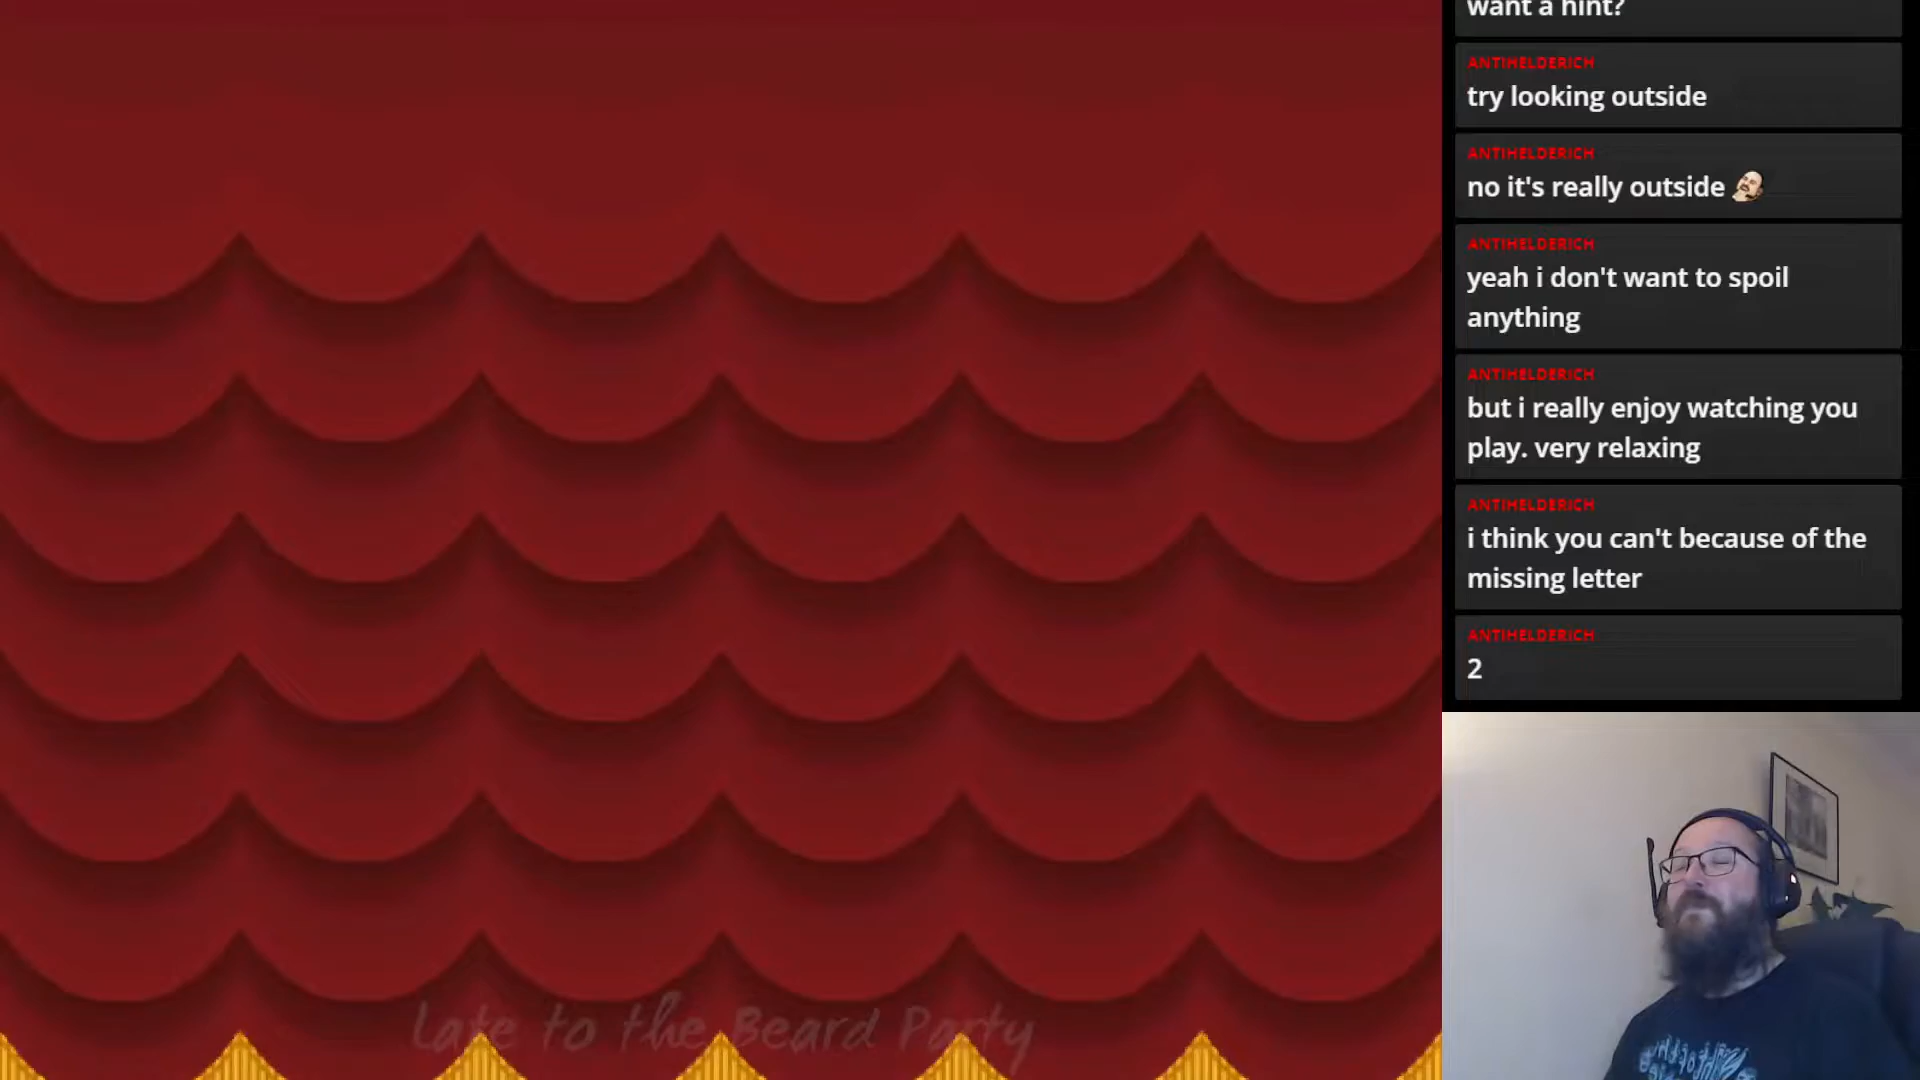 want a hint?
ANTIHELDERICH
try looking outside
ANTIHELDERICH
no it's really outside
ANTIHELDERICH
yeah i don't want to spoil
anything
ANTIHELDERICH
but i really enjoy watching you
play. very relaxing
ANTIHELDERICH
i think you can't because of the
missing letter
ANTIHELDERICH
2
Late to the Beard Party